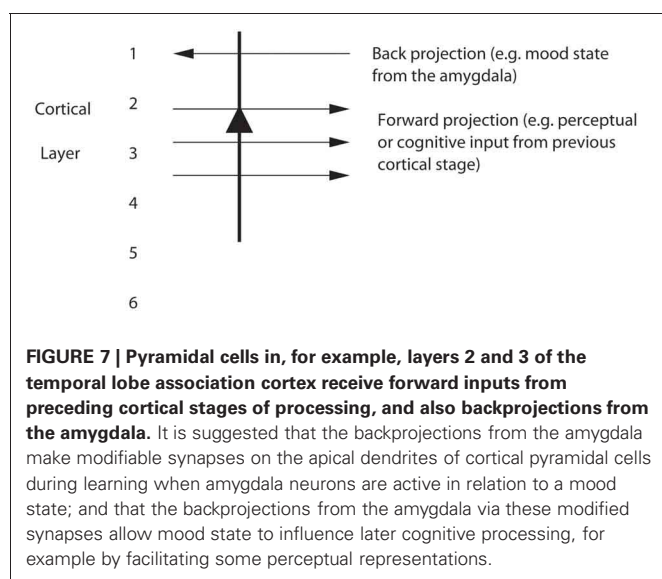 1
Back projection (e.g. mood state
from the amygdala)
Cortical
2
Forward projection (e.g. perceptual
or cognitive input from previous
cortical stage)
Layer
3
4
5
6
FIGURE 7 | Pyramidal cells in, for example, layers 2 and 3 of the
temporal lobe association cortex receive forward inputs from
preceding cortical stages of processing, and also backprojections from
the amygdala. It is suggested that the backprojections from the amygdala
make modifiable synapses on the apical dendrites of cortical pyramidal cells
during learning when amygdala neurons are active in relation to a mood
state; and that the backprojections from the amygdala via these modified
synapses allow mood state to influence later cognitive processing, for
example by facilitating some perceptual representations.